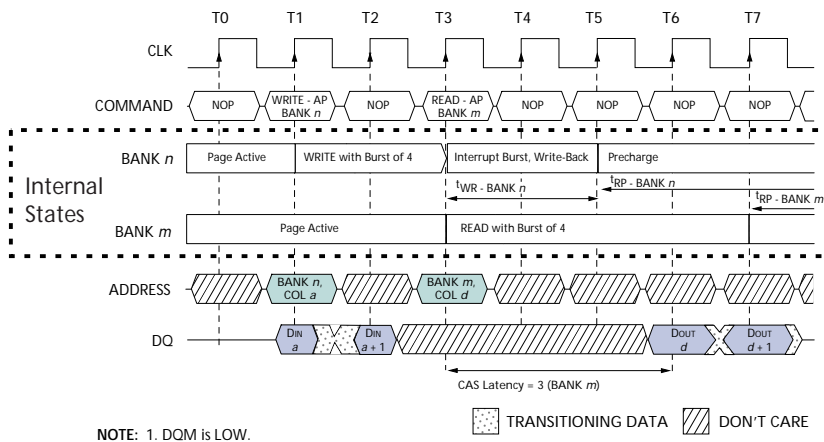 T0 T1 T2 T3 T4 T5 T6 T7
CLK
COMMAND NOP WRITE - AP BANK n NOP READ - AP BANK m NOP NOP NOP NOP
Internal States
BANK n Page Active WRITE with Burst of 4 Interrupt Burst, Write-Back Precharge
tWR - BANK n tRP - BANK n
tRP - BANK m
BANK m Page Active READ with Burst of 4
ADDRESS BANK n, COL a BANK m, COL d
DQ DIN a DIN a + 1 DOUT d DOUT d + 1
CAS Latency = 3 (BANK m)
TRANSITIONING DATA DON'T CARE
NOTE: 1. DQM is LOW.